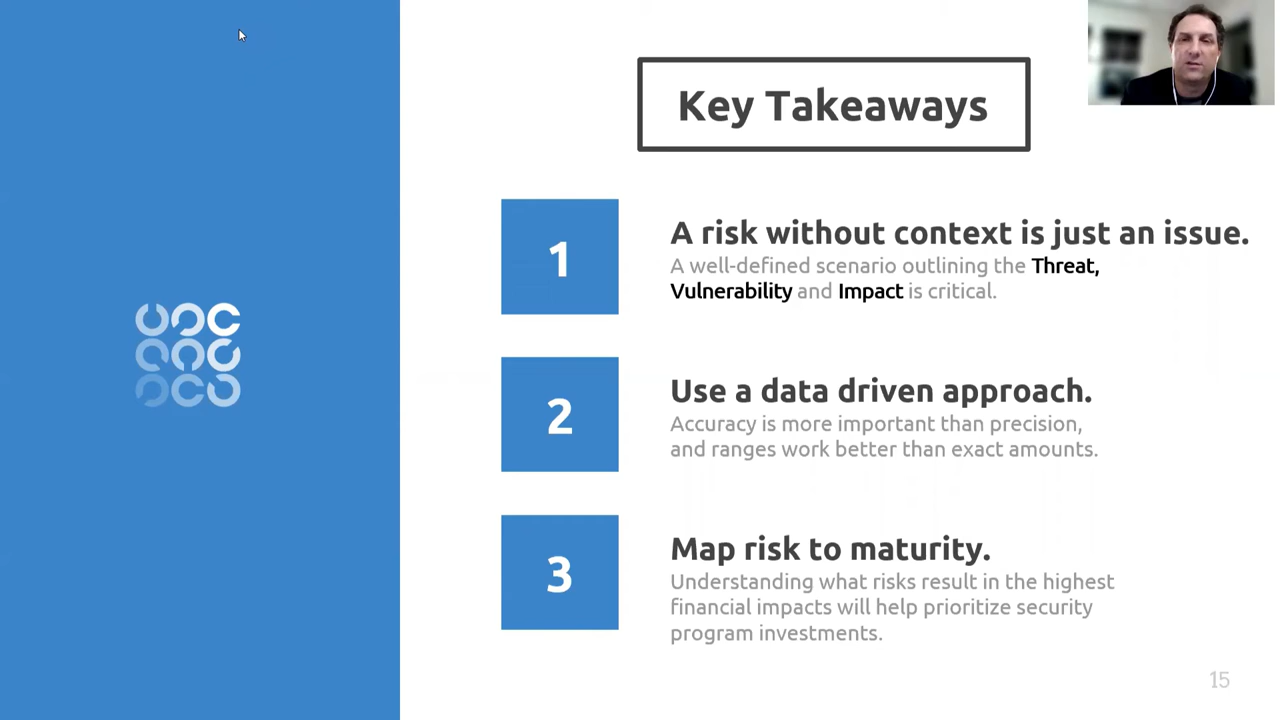 Key Takeaways
1
A risk without context is just an issue.
A well-defined scenario outlining the Threat,
Vulnerability and Impact is critical.
2
Use a data driven approach.
Accuracy is more important than precision,
and ranges work better than exact amounts.
3
Map risk to maturity.
Understanding what risks result in the highest
financial impacts will help prioritize security
program investments.
15